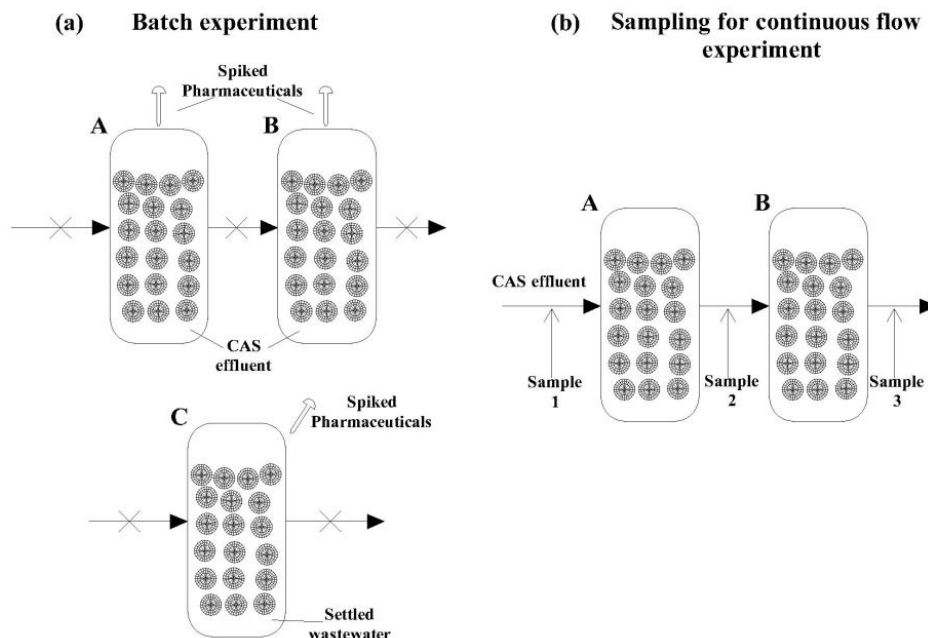 (a) Batch experiment
Spiked
Pharmaceuticals
A
B
CAS
effluent
C
Spiked
Pharmaceuticals
Settled
wastewater
(b) Sampling for continuous flow
experiment
A
B
CAS effluent
Sample
1
Sample
2
Sample
3